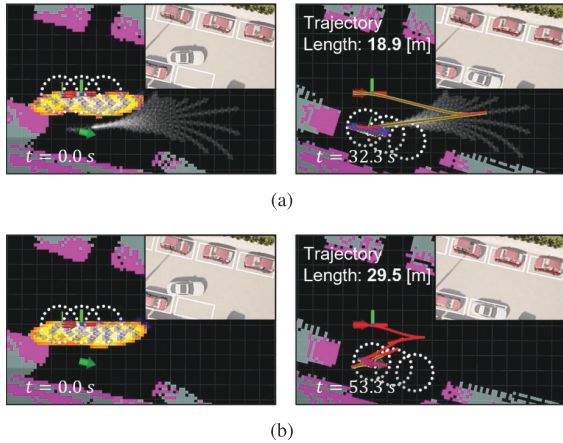 t = 0.0 s
Trajectory
Length: 18.9 [m]
t = 32.3 s
(a)
t = 0.0 s
Trajectory
Length: 29.5 [m]
t = 53.3 s
(b)